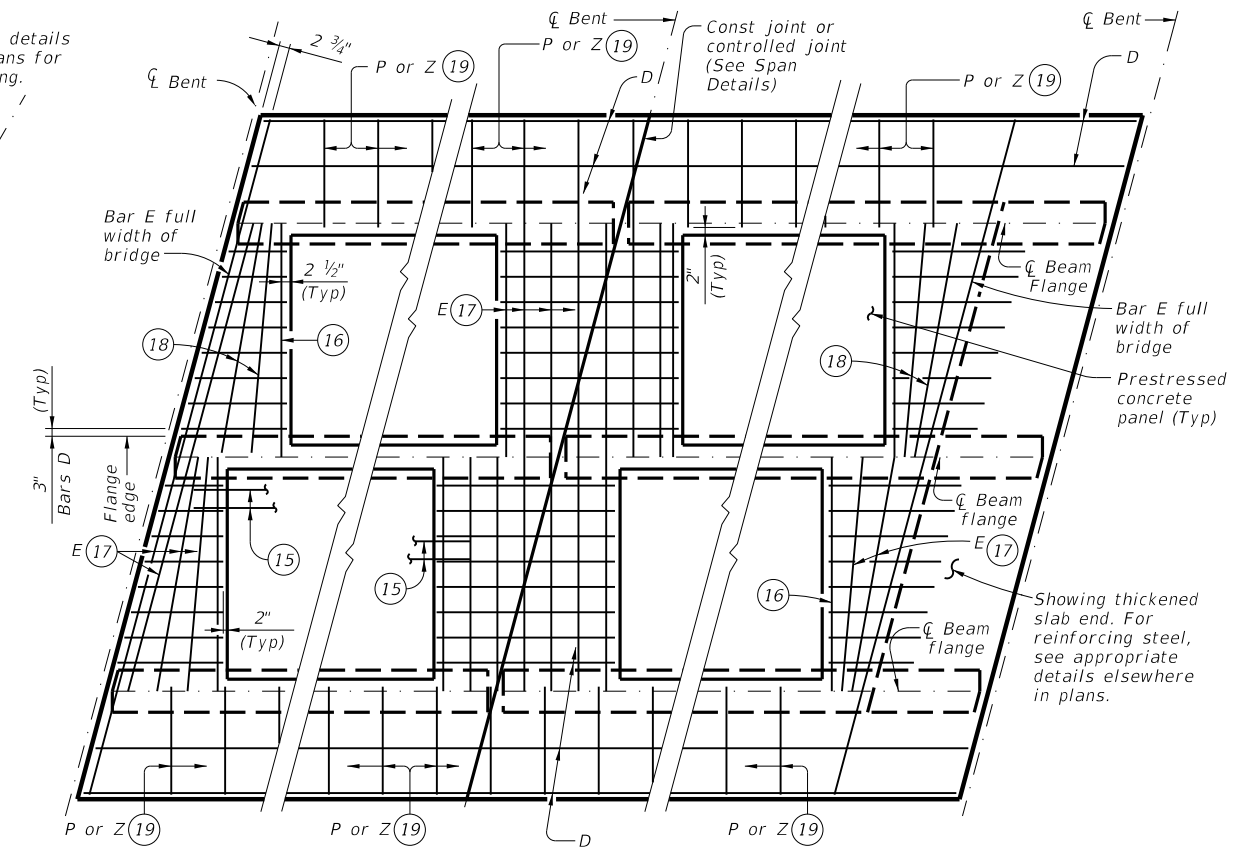 details
ans for
ng.
2 ¾"
℄ Bent
P or Z 19
℄ Bent
P or Z 19
D
Const joint or
controlled joint
(See Span
Details)
℄ Bent
D
P or Z 19
Bar E full
width of
bridge
2 ½"
(Typ)
E 17
2"
(Typ)
℄ Beam
Flange
Bar E full
width of
bridge
18
16
18
Prestressed
concrete
panel (Typ)
(Typ)
3"
Bars D
Flange
edge
℄ Beam
flange
E 17
15
E 17
15
16
2"
(Typ)
℄ Beam
flange
Showing thickened
slab end. For
reinforcing steel,
see appropriate
details elsewhere
in plans.
P or Z 19
P or Z 19
D
P or Z 19